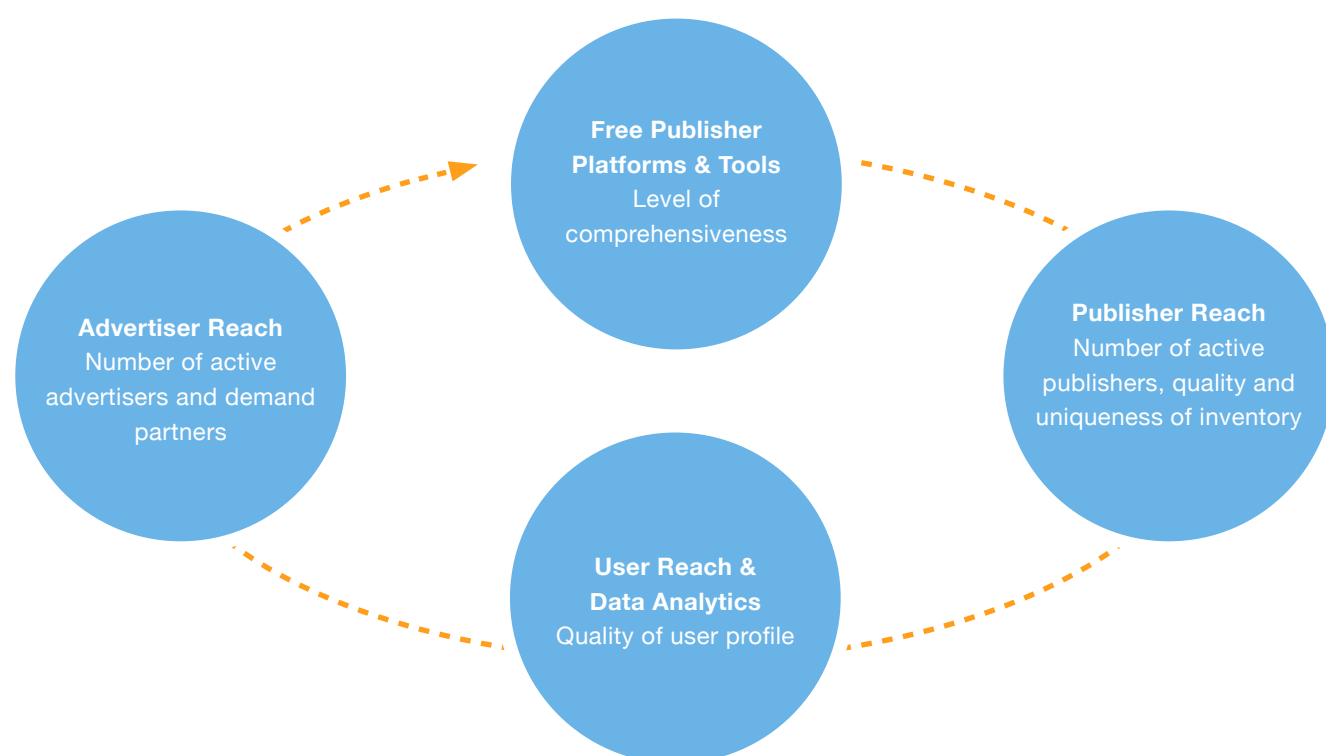 Free Publisher
Platforms & Tools
Level of
comprehensiveness
Advertiser Reach
Number of active
advertisers and demand
partners
Publisher Reach
Number of active
publishers, quality and
uniqueness of inventory
User Reach &
Data Analytics
Quality of user profile